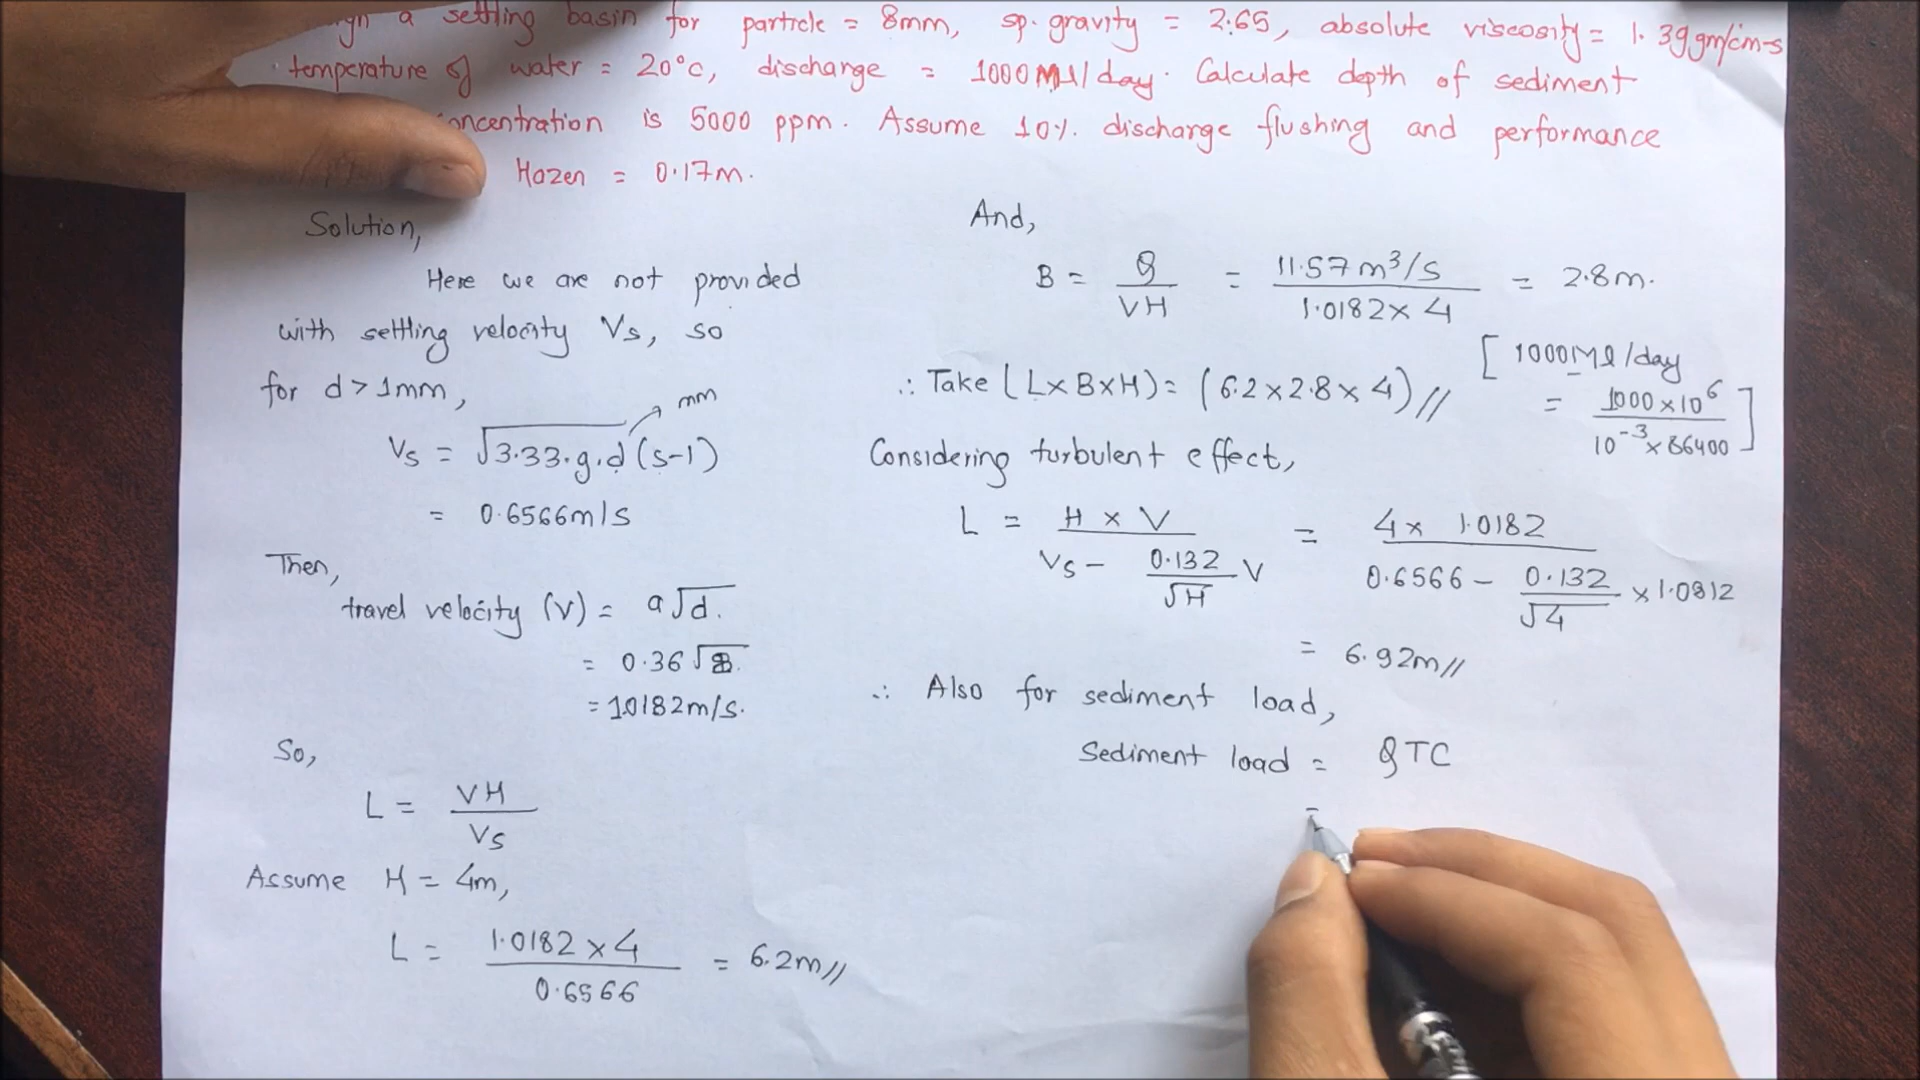 a settling basin for particle = 8mm, sp. gravity = 2.65, absolute viscosity = 1.39gm/cm-s
temperature of water = 20°c, discharge = 1000Ml/day. Calculate depth of sediment
concentration is 5000 ppm. Assume 10%. discharge flushing and performance
Hazen = 0.17m.
Solution,
Here we are not provided
with settling velocity Vs, so
for d > 1mm,
mm
Vs = √3.33.g.d (s-1)
= 0.6566m/s
Then,
travel velocity (v) = a√d.
= 0.36√8.
= 1.0182m/s.
So,
L = VH / Vs
Assume H = 4m,
L = 1.0182 × 4 / 0.6566 = 6.2m//
And,
B = Q / VH = 11.57m³/s / 1.0182 × 4 = 2.8m.
[ 1000Ml/day
= 1000 × 10⁶ / 10⁻³ × 86400 ]
∴ Take (L×B×H) = (6.2 × 2.8 × 4)//
Considering turbulent effect,
L = H × V / Vs - 0.132/√H V = 4 × 1.0182 / 0.6566 - 0.132/√4 × 1.0812
= 6.92m//
∴ Also for sediment load,
Sediment load = QTC
=